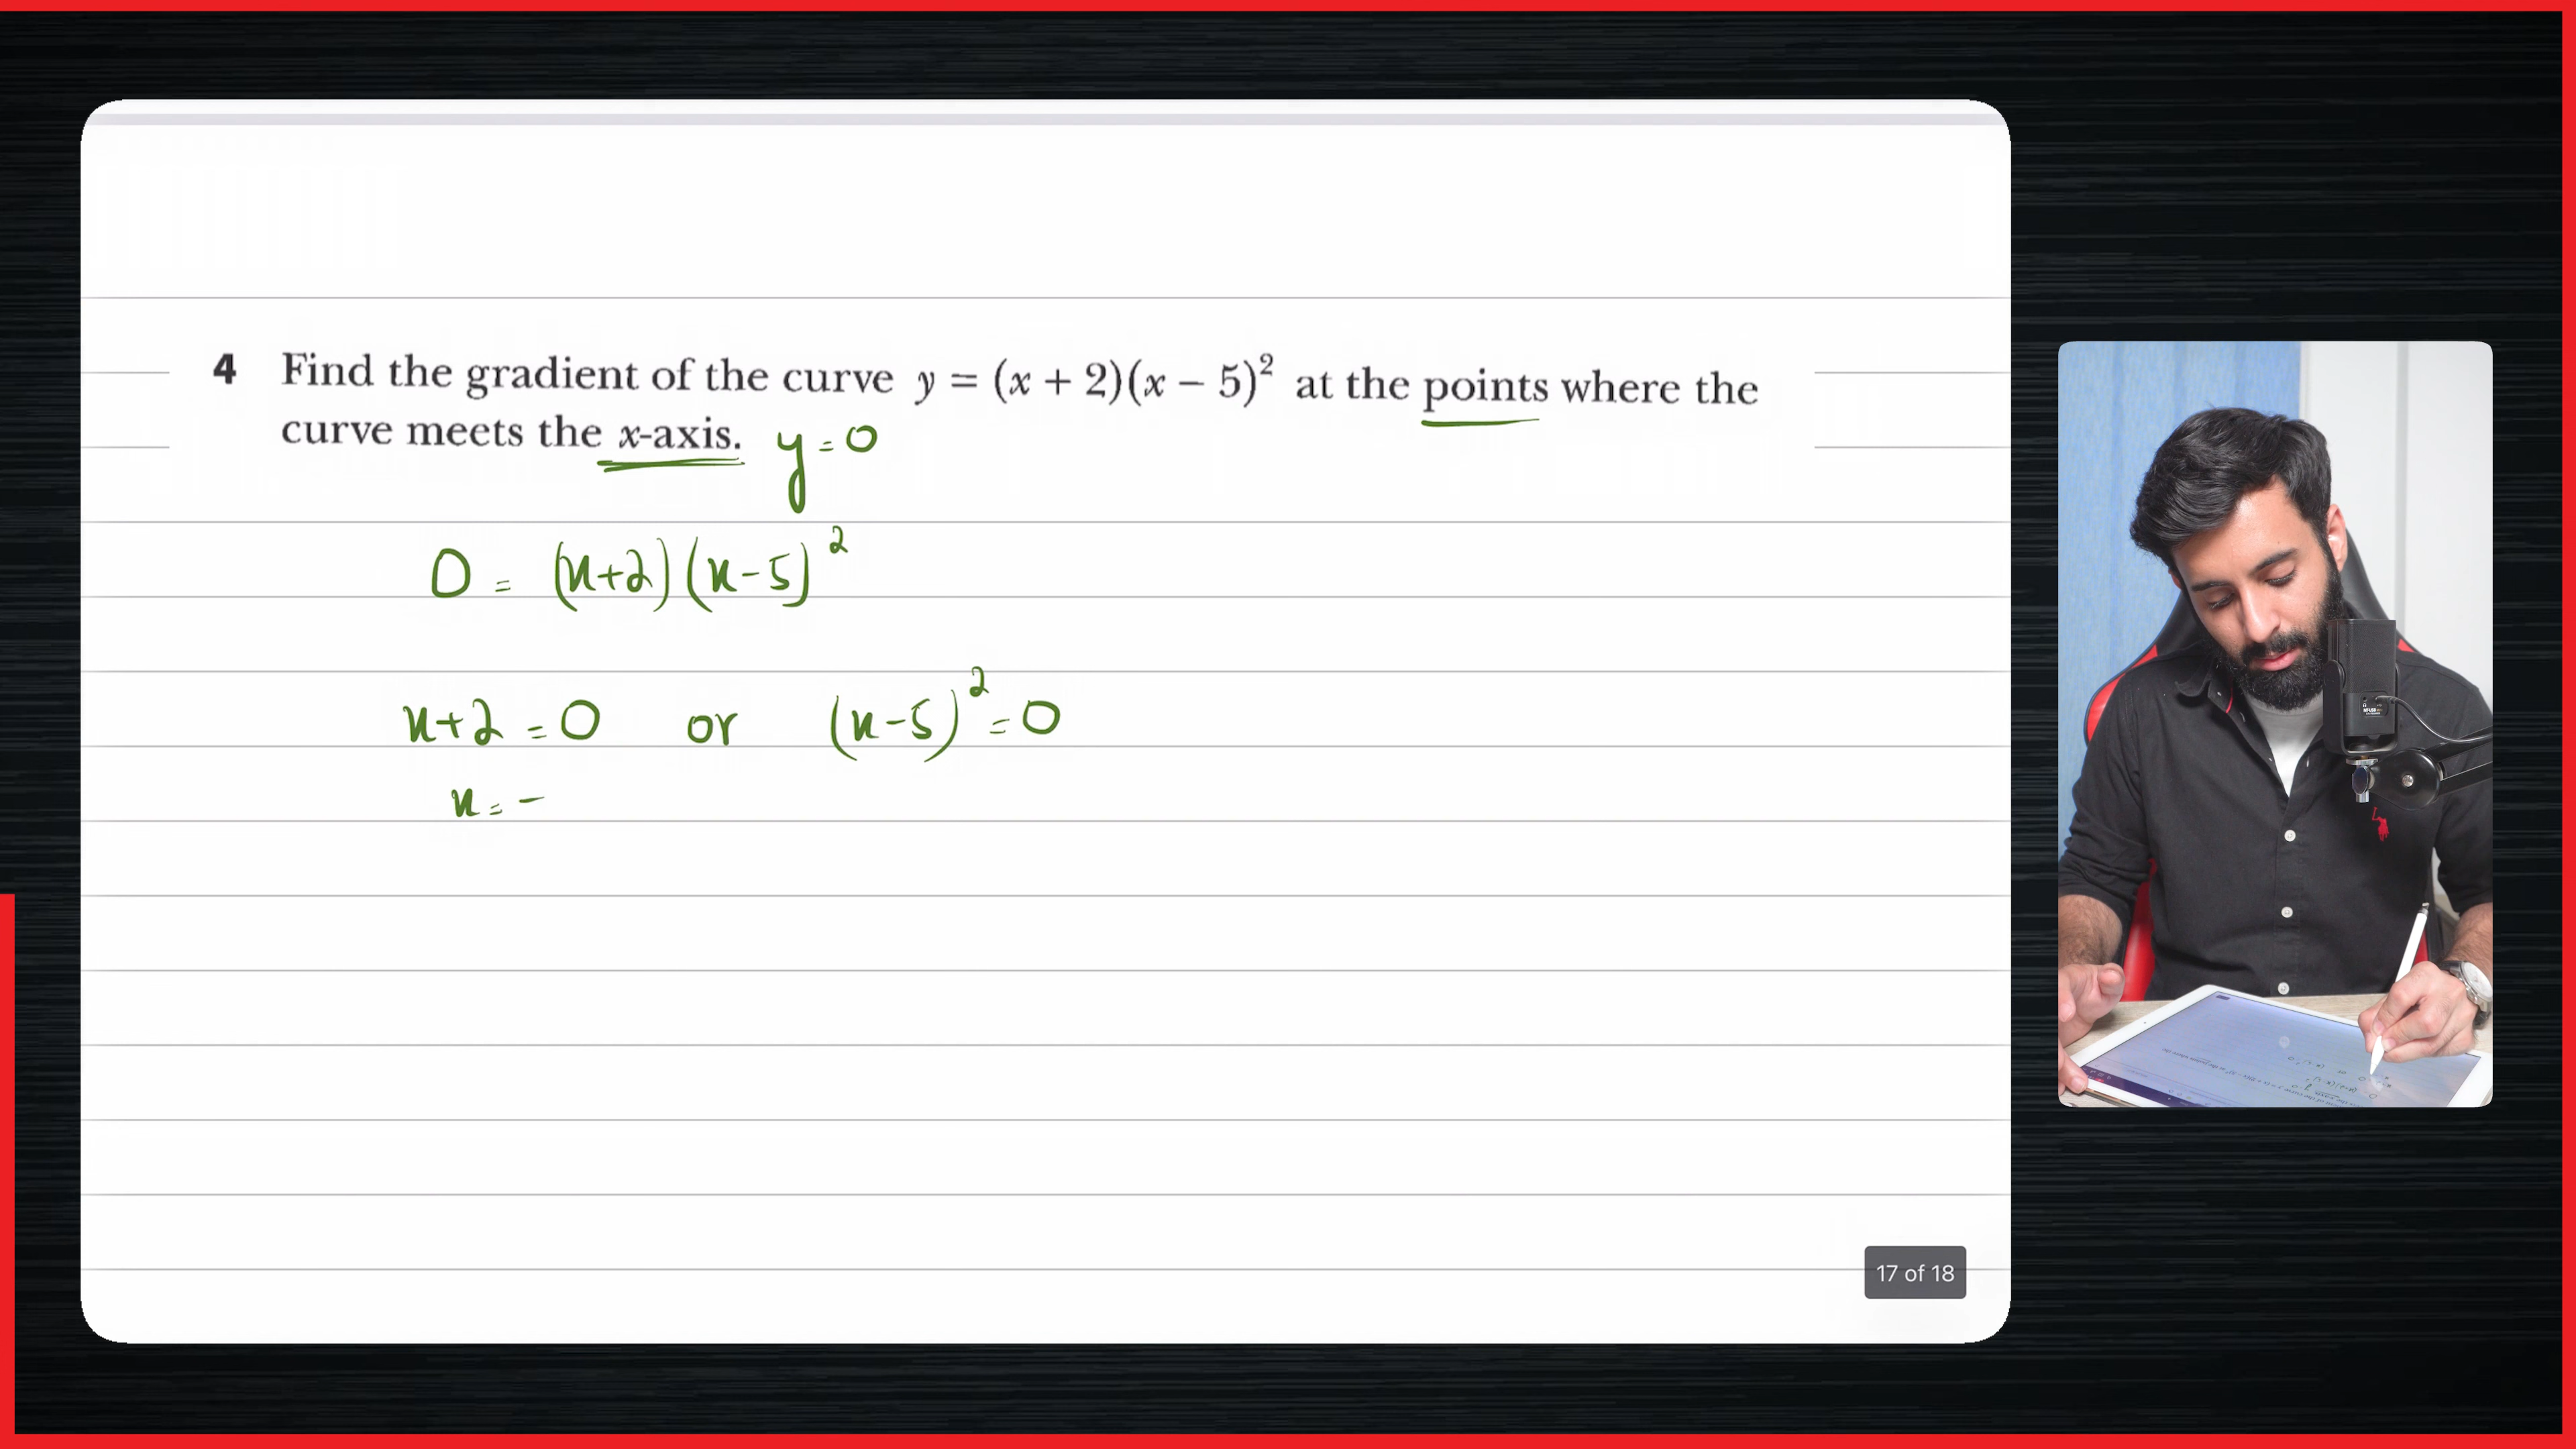 4 Find the gradient of the curve y = (x + 2)(x − 5)² at the points where the
curve meets the x-axis. y = 0
0 = (x+2)(x-5)²
x+2 = 0 or (x-5)² = 0
x = -
17 of 18